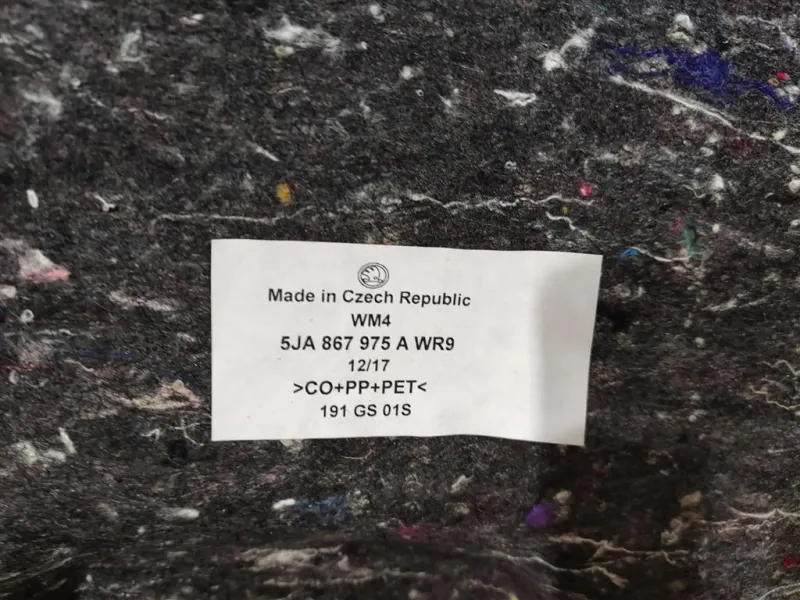 Made in Czech Republic
WM4
5JA 867 975 A WR9
12/17
>CO+PP+PET<
191 GS 01S